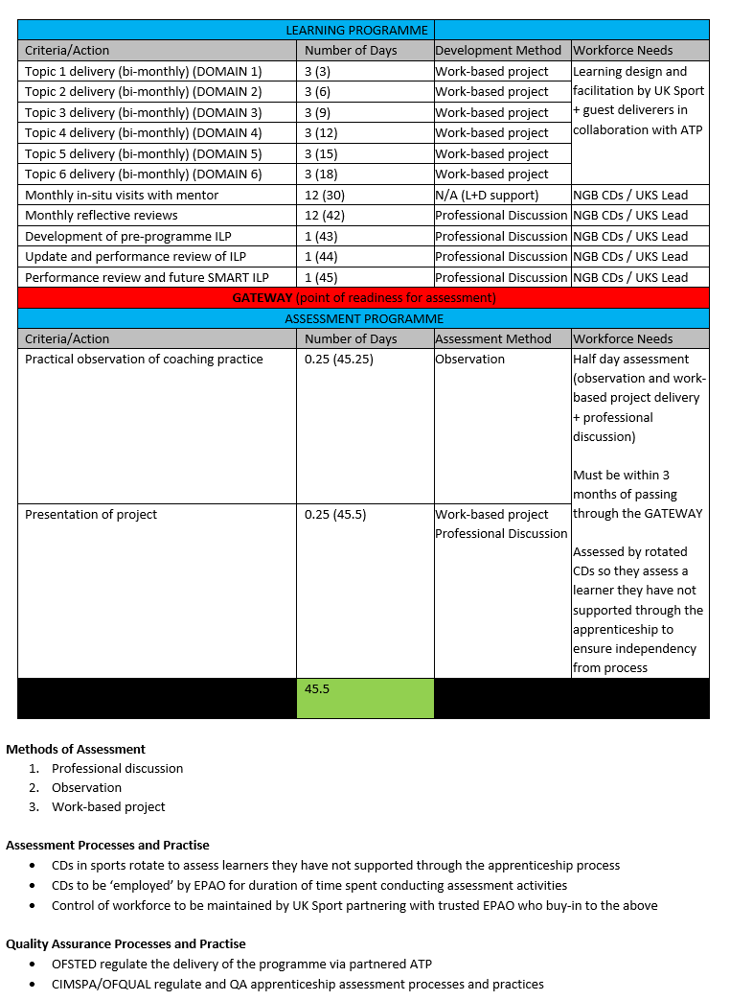 LEARNING PROGRAMME
Criteria/Action Number of Days Development Method Workforce Needs
Topic 1 delivery (bi-monthly) (DOMAIN 1) 3 (3) Work-based project Learning design and
Topic 2 delivery (bi-monthly) (DOMAIN 2) 3 (6) Work-based project facilitation by UK Sport
Topic 3 delivery (bi-monthly) (DOMAIN 3) 3 (9) Work-based project + guest deliverers in
Topic 4 delivery (bi-monthly) (DOMAIN 4) 3 (12) Work-based project collaboration with ATP
Topic 5 delivery (bi-monthly) (DOMAIN 5) 3 (15) Work-based project
Topic 6 delivery (bi-monthly) (DOMAIN 6) 3 (18) Work-based project
Monthly in-situ visits with mentor 12 (30) N/A (L+D support) NGB CDs / UKS Lead
Monthly reflective reviews 12 (42) Professional Discussion NGB CDs / UKS Lead
Development of pre-programme ILP 1 (43) Professional Discussion NGB CDs / UKS Lead
Update and performance review of ILP 1 (44) Professional Discussion NGB CDs / UKS Lead
Performance review and future SMART ILP 1 (45) Professional Discussion NGB CDs / UKS Lead
GATEWAY (point of readiness for assessment)
ASSESSMENT PROGRAMME
Criteria/Action Number of Days Assessment Method Workforce Needs
Practical observation of coaching practice 0.25 (45.25) Observation Half day assessment
(observation and work-
based project delivery
+ professional
discussion)
Must be within 3
months of passing
Presentation of project 0.25 (45.5) Work-based project through the GATEWAY
Professional Discussion
Assessed by rotated
CDs so they assess a
learner they have not
supported through the
apprenticeship to
ensure independency
from process
45.5
Methods of Assessment
1. Professional discussion
2. Observation
3. Work-based project
Assessment Processes and Practise
• CDs in sports rotate to assess learners they have not supported through the apprenticeship process
• CDs to be ‘employed’ by EPAO for duration of time spent conducting assessment activities
• Control of workforce to be maintained by UK Sport partnering with trusted EPAO who buy-in to the above
Quality Assurance Processes and Practise
• OFSTED regulate the delivery of the programme via partnered ATP
• CIMSPA/OFQUAL regulate and QA apprenticeship assessment processes and practices